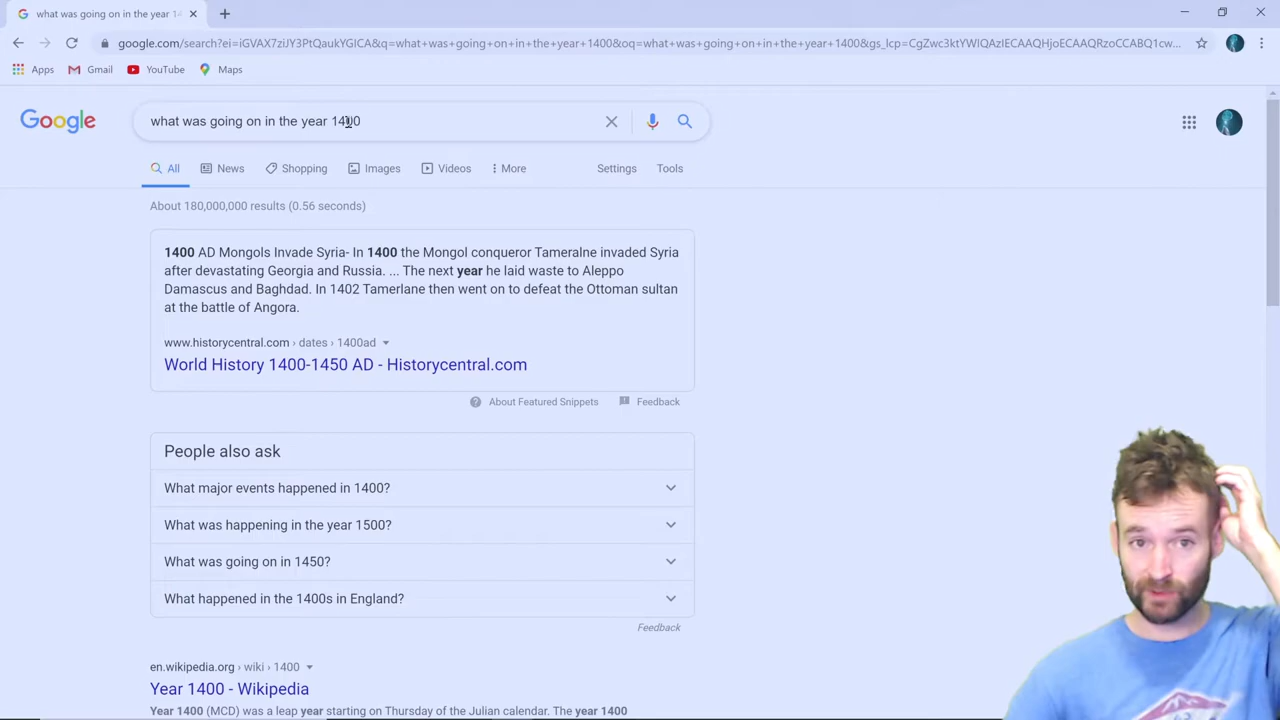 what was going on in the year 14
google.com/search?ei=iGVAX7ziJY3PtQaukYGICA&q=what+was+going+on+in+the+year+1400&oq=what+was+going+on+in+the+year+1400&gs_lcp=CgZwc3ktYWIQAzIECAAQHjoECAAQRzoCCABQ1cw...
Apps Gmail YouTube Maps
Google
what was going on in the year 1400
All News Shopping Images Videos More Settings Tools
About 180,000,000 results (0.56 seconds)
1400 AD Mongols Invade Syria- In 1400 the Mongol conqueror Tameralne invaded Syria
after devastating Georgia and Russia. ... The next year he laid waste to Aleppo
Damascus and Baghdad. In 1402 Tamerlane then went on to defeat the Ottoman sultan
at the battle of Angora.
www.historycentral.com › dates › 1400ad
World History 1400-1450 AD - Historycentral.com
About Featured Snippets Feedback
People also ask
What major events happened in 1400?
What was happening in the year 1500?
What was going on in 1450?
What happened in the 1400s in England?
Feedback
en.wikipedia.org › wiki › 1400
Year 1400 - Wikipedia
Year 1400 (MCD) was a leap year starting on Thursday of the Julian calendar. The year 1400